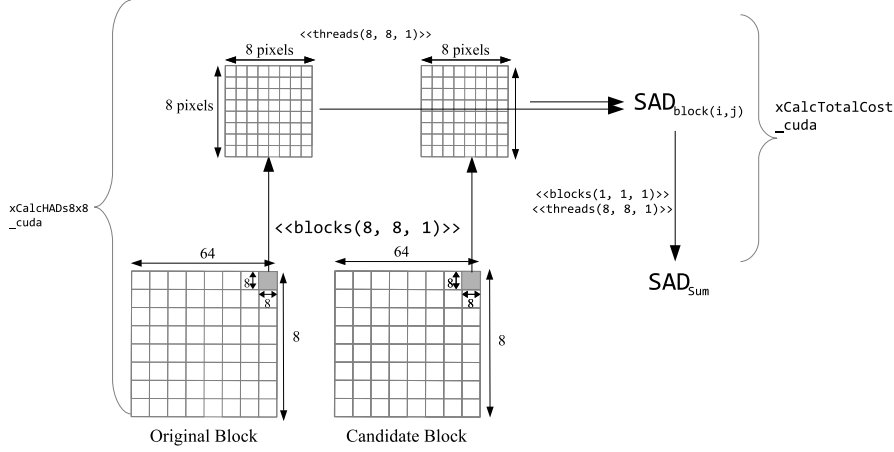 <<threads(8, 8, 1)>>
8 pixels
8 pixels
8 pixels
SAD block(i,j)
xCalcTotalCost
_cuda
<<blocks(1, 1, 1)>>
<<threads(8, 8, 1)>>
xCalcHADs8x8
_cuda
<<blocks(8, 8, 1)>>
64
64
8
8
8
8
8
8
SAD Sum
Original Block
Candidate Block